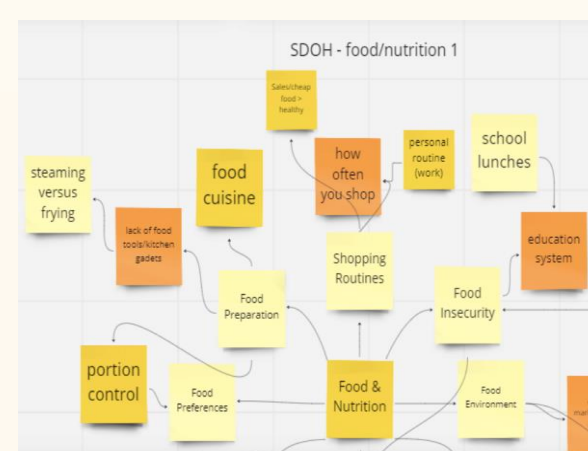 SDOH - food/nutrition 1
Sales/cheap
food >
healthy
how
often
you shop
personal
routine
(work)
school
lunches
steaming
versus
frying
food
cuisine
lack of food
tools/kitchen
gadets
education
system
Shopping
Routines
Food
Preparation
Food
Insecurity
portion
control
Food
Preferences
Food &
Nutrition
Food
Environment